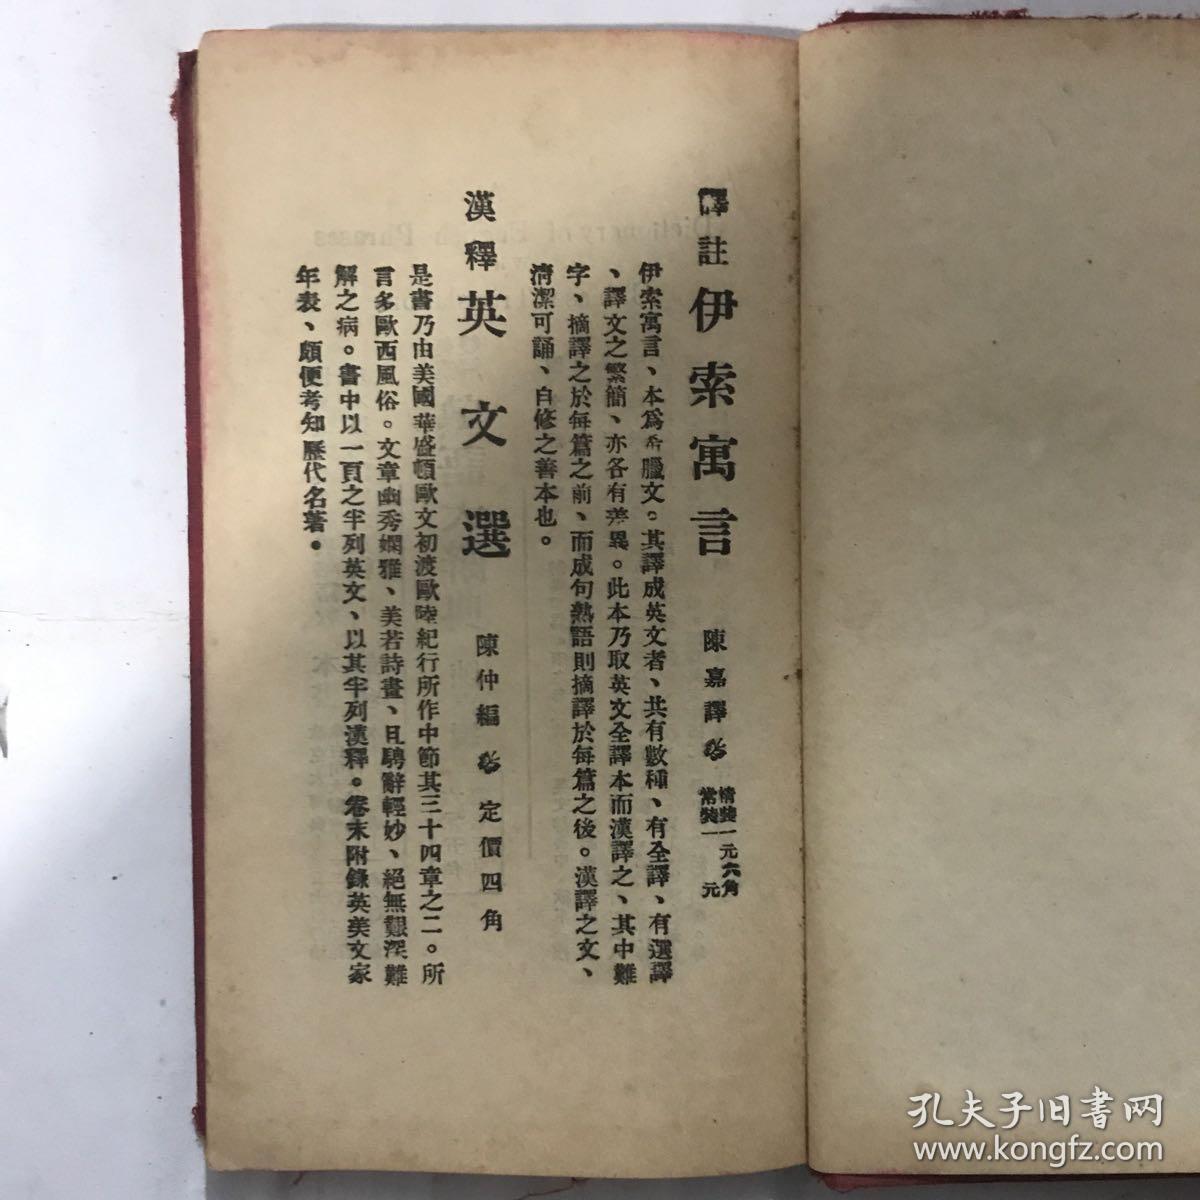 譯註 伊索寓言 陳嘉譯
精裝一元六角
常裝一元
伊索寓言、本爲希臘文。其譯成英文者、共有數種、有全譯、有選譯
、譯文之繁簡、亦各有差異。此本乃取英文全譯本而漢譯之、其中難
字、摘譯之於每篇之前、而成句熟語則摘譯於每篇之後。漢譯之文、
淸潔可誦、自修之善本也。
漢釋 英文選 陳仲編 定價四角
是書乃由美國華盛頓歐文初渡歐陸紀行所作中節其三十四章之二。所
言多歐西風俗。文章幽秀嫻雅、美若詩畫、且騁辭輕妙、絕無艱深難
解之病。書中以一頁之半列英文、以其半列漢釋。卷末附錄英美文家
年表、頗便考知歷代名著。
孔夫子旧書网
www.kongfz.com